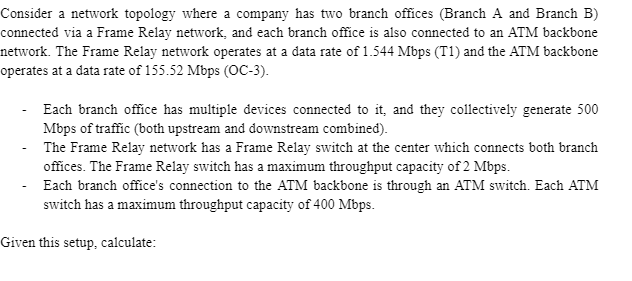 Consider a network topology where a company has two branch offices (Branch A and Branch B)
connected via a Frame Relay network, and each branch office is also connected to an ATM backbone
network. The Frame Relay network operates at a data rate of 1.544 Mbps (T1) and the ATM backbone
operates at a data rate of 155.52 Mbps (OC-3).
- Each branch office has multiple devices connected to it, and they collectively generate 500
Mbps of traffic (both upstream and downstream combined).
- The Frame Relay network has a Frame Relay switch at the center which connects both branch
offices. The Frame Relay switch has a maximum throughput capacity of 2 Mbps.
- Each branch office's connection to the ATM backbone is through an ATM switch. Each ATM
switch has a maximum throughput capacity of 400 Mbps.
Given this setup, calculate: